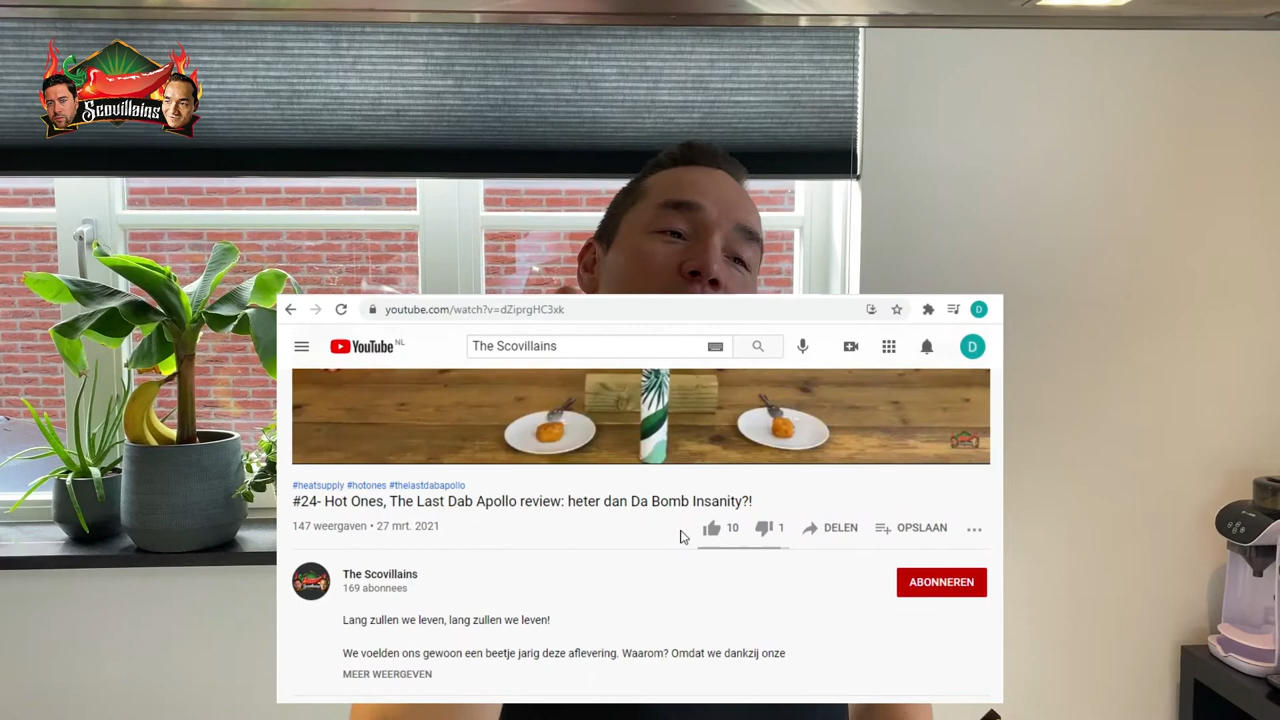 Scovillains
youtube.com/watch?v=dZiprgHC3xk
YouTube NL
The Scovillains
D
D
#heatsupply #hotones #thelastdabapollo
#24- Hot Ones, The Last Dab Apollo review: heter dan Da Bomb Insanity?!
147 weergaven • 27 mrt. 2021
10
1
DELEN
OPSLAAN
The Scovillains
169 abonnees
ABONNEREN
Lang zullen we leven, lang zullen we leven!
We voelden ons gewoon een beetje jarig deze aflevering. Waarom? Omdat we dankzij onze
MEER WEERGEVEN